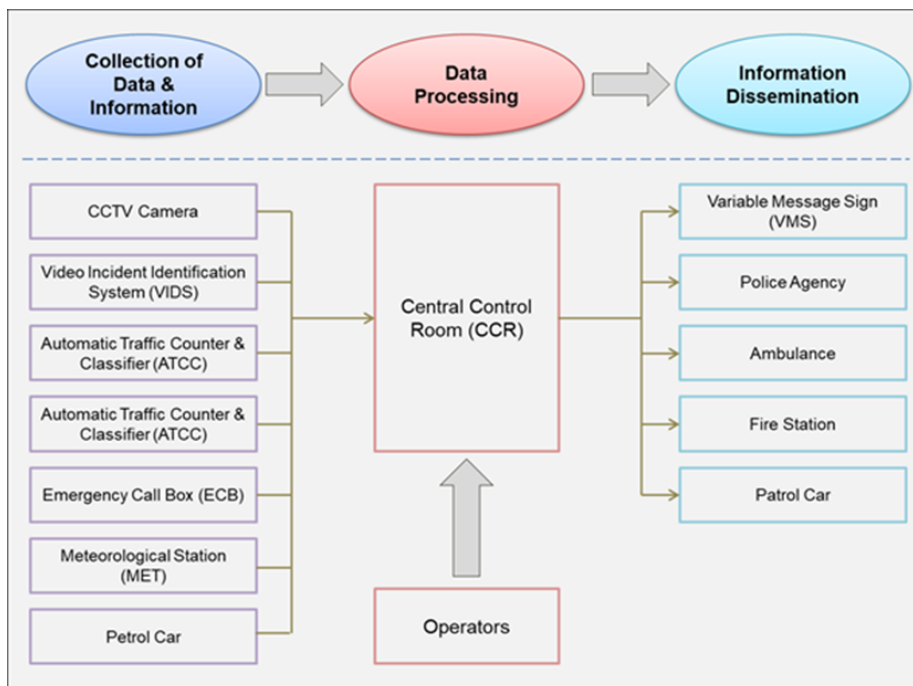 Collection of
Data &
Information
Data
Processing
Information
Dissemination
CCTV Camera
Video Incident Identification
System (VIDS)
Automatic Traffic Counter &
Classifier (ATCC)
Automatic Traffic Counter &
Classifier (ATCC)
Emergency Call Box (ECB)
Meteorological Station
(MET)
Petrol Car
Central Control
Room (CCR)
Operators
Variable Message Sign
(VMS)
Police Agency
Ambulance
Fire Station
Patrol Car